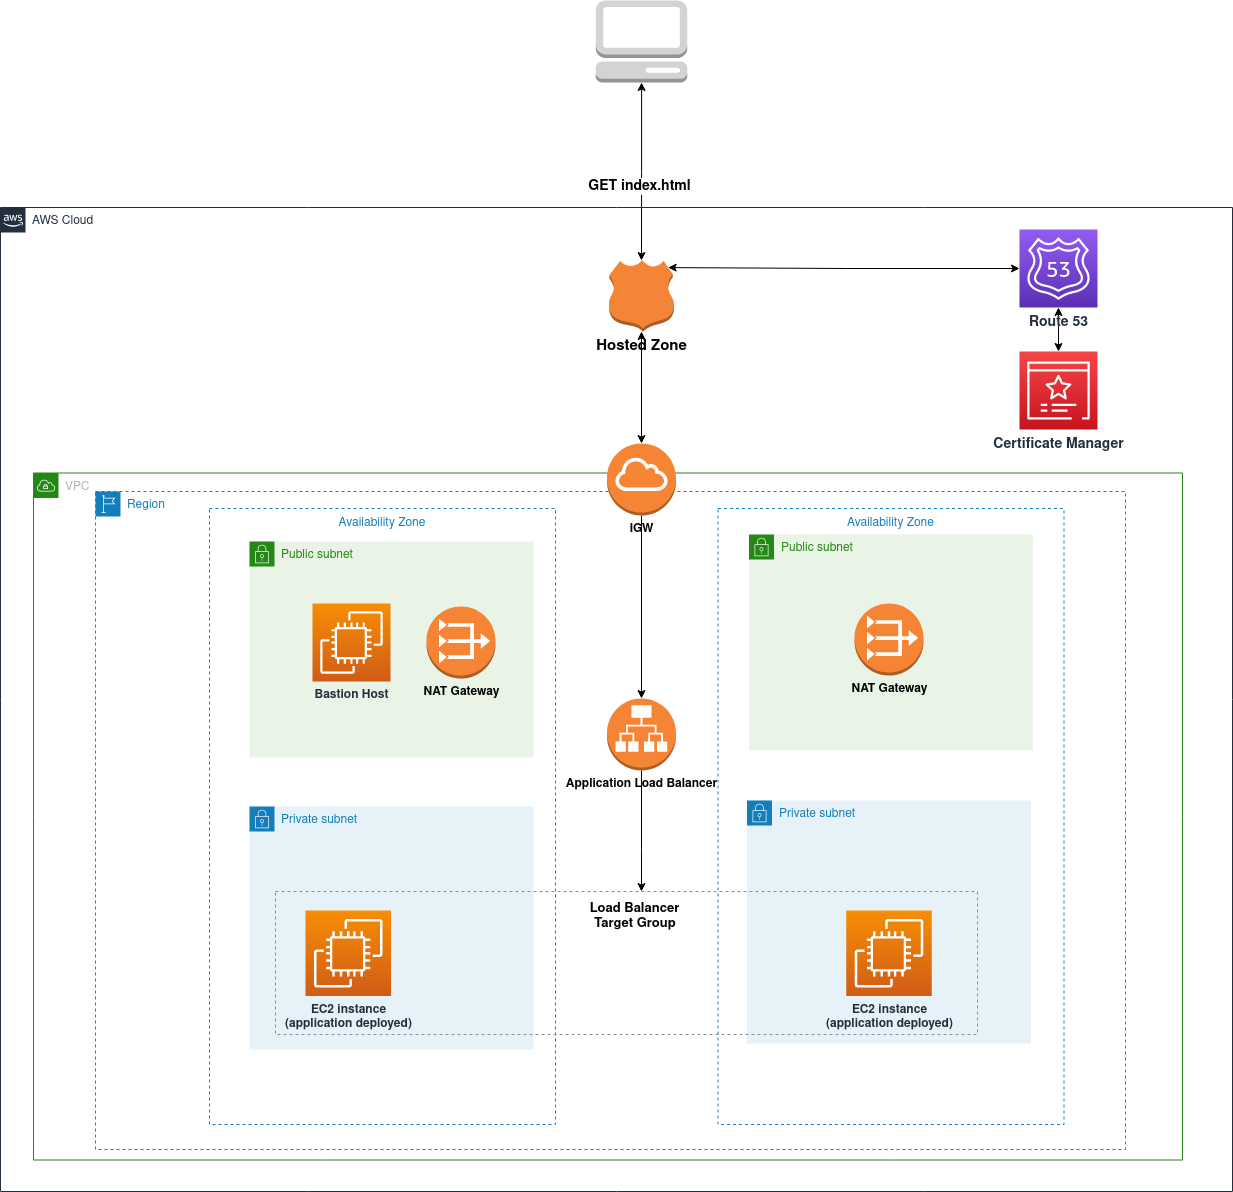 GET index.html
aws
AWS Cloud
53
Route 53
Hosted Zone
Certificate Manager
VPC
Region
IGW
Availability Zone
Availability Zone
Public subnet
Public subnet
Bastion Host
NAT Gateway
NAT Gateway
Application Load Balancer
Private subnet
Private subnet
Load Balancer
Target Group
EC2 instance
(application deployed)
EC2 instance
(application deployed)